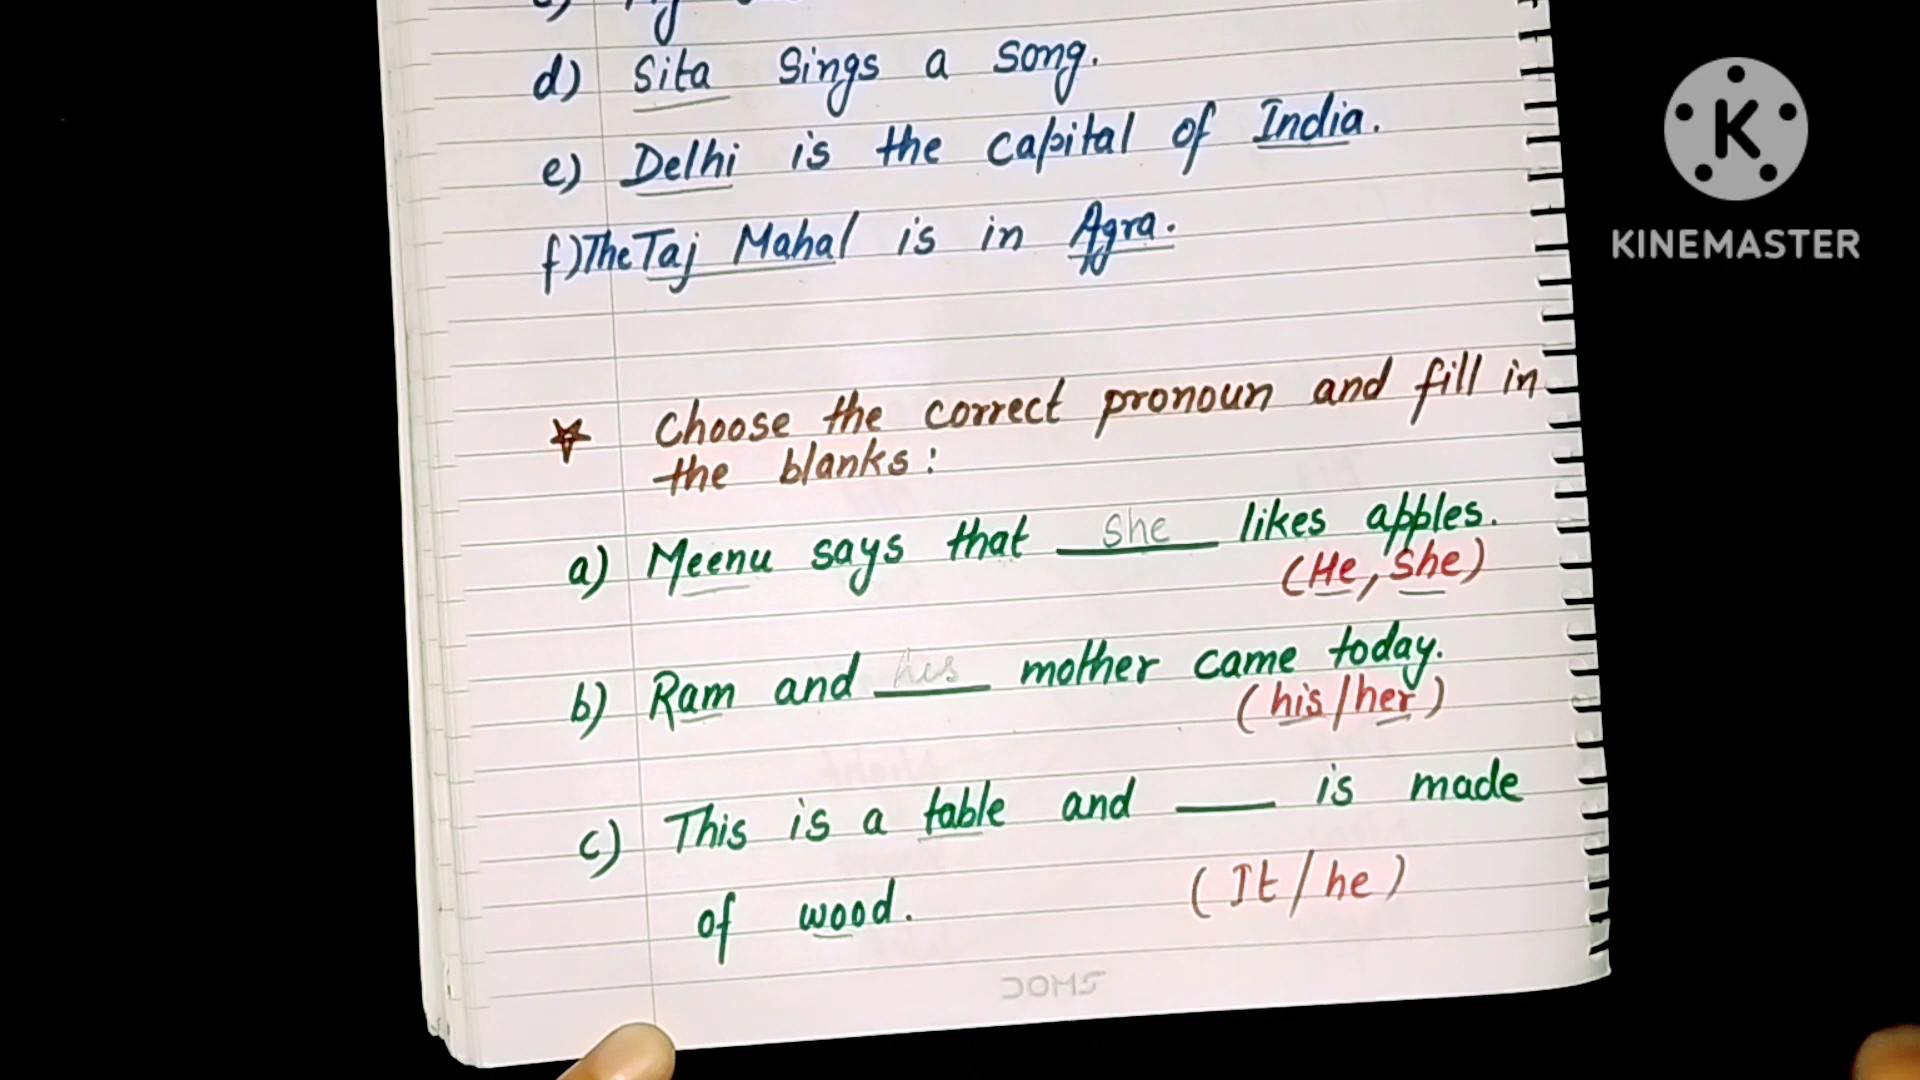 d) Sita Sings a song.
e) Delhi is the capital of India.
f) The Taj Mahal is in Agra.
Choose the correct pronoun and fill in
the blanks:
a) Meenu says that she likes apples.
(He, She)
b) Ram and his mother came today.
(his/her)
c) This is a table and ____ is made
of wood. (It/he)
DOMS
K
KINEMASTER